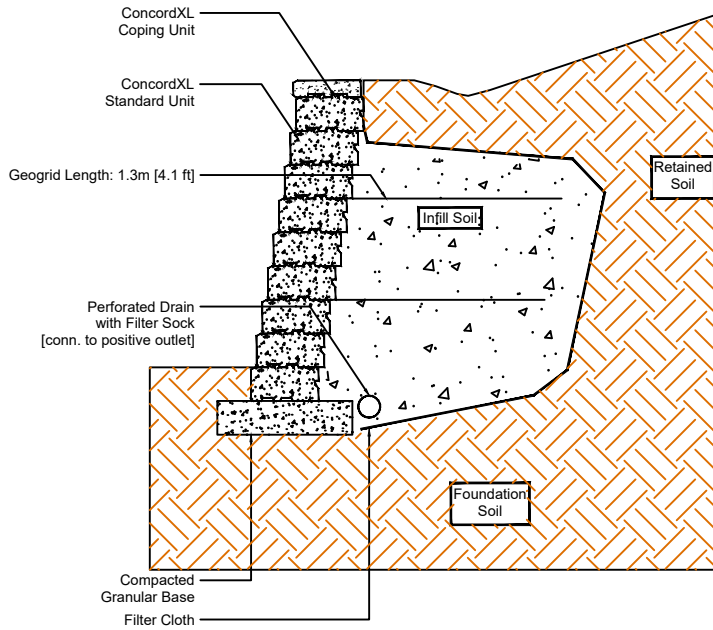 ConcordXL
Coping Unit
ConcordXL
Standard Unit
Geogrid Length: 1.3m [4.1 ft]
Retained
Soil
Infill Soil
Perforated Drain
with Filter Sock
[conn. to positive outlet]
Foundation
Soil
Compacted
Granular Base
Filter Cloth